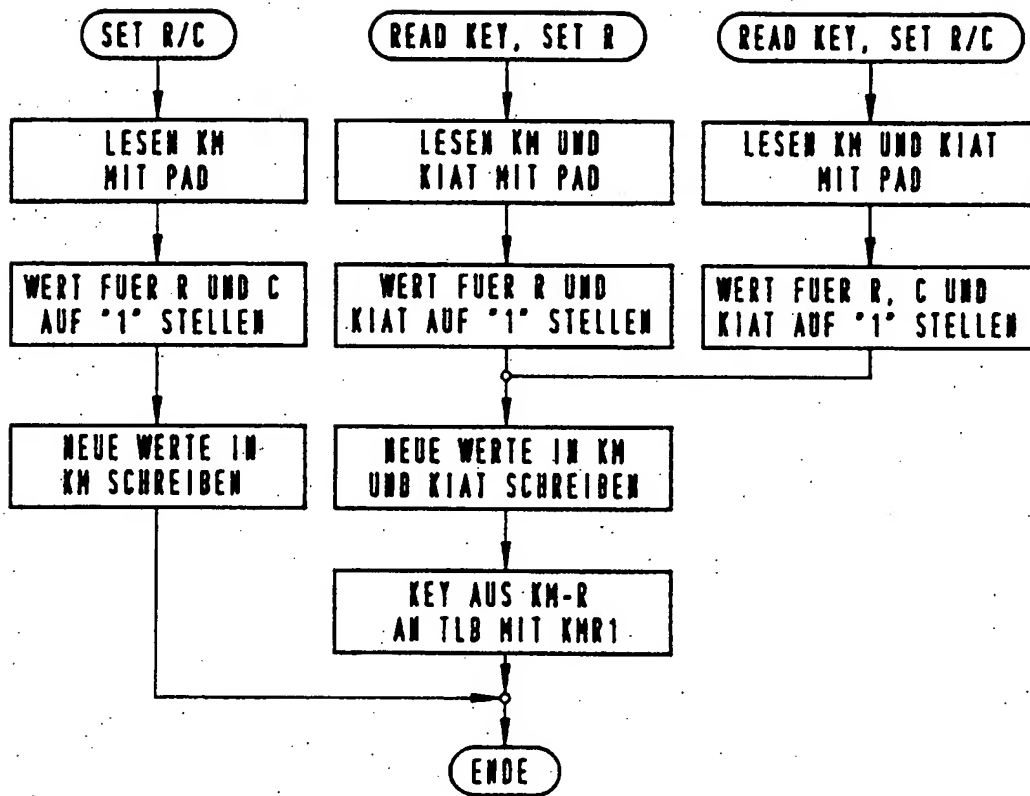 SET R/C
READ KEY, SET R
READ KEY, SET R/C
LESEN KM
MIT PAD
LESEN KM UND
KIAT MIT PAD
LESEN KM UND KIAT
MIT PAD
WERT FUER R UND C
AUF "1" STELLEN
WERT FUER R UND
KIAT AUF "1" STELLEN
WERT FUER R, C UND
KIAT AUF "1" STELLEN
NEUE WERTE IN
KM SCHREIBEN
NEUE WERTE IN KM
UND KIAT SCHREIBEN
KEY AUS KM-R
AN TLB MIT KMR1
ENDE